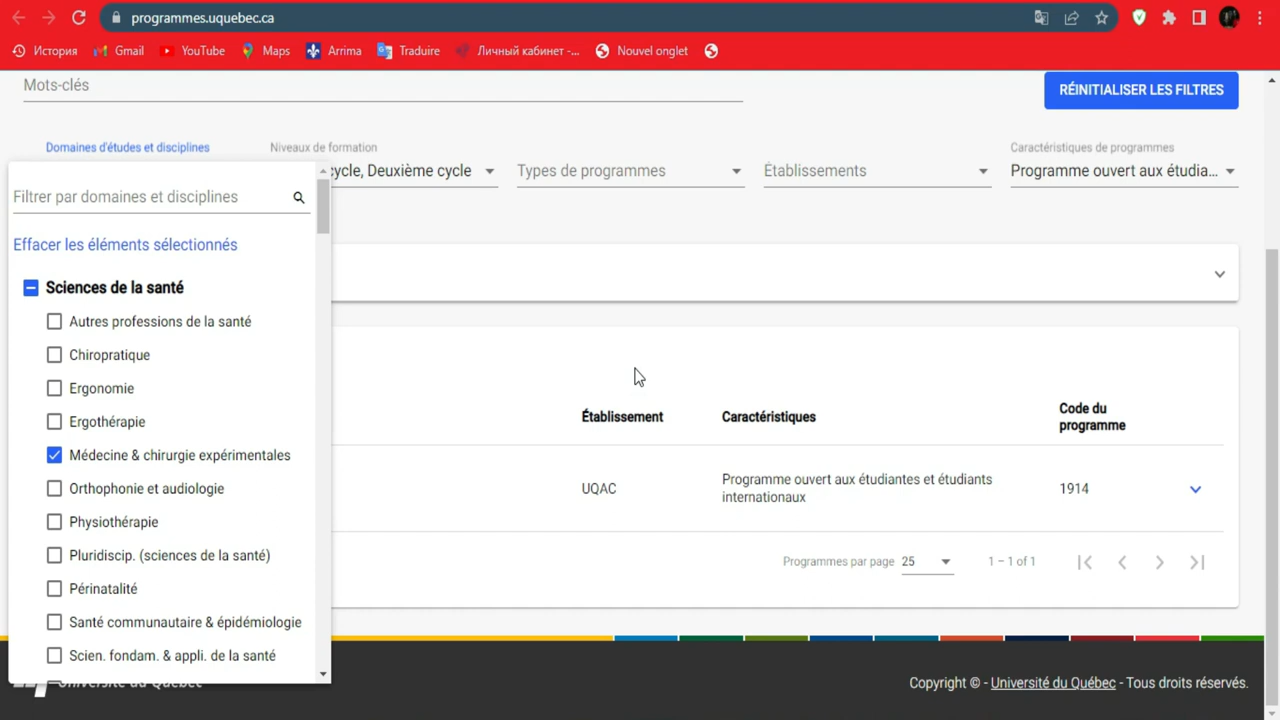 programmes.uquebec.ca
История Gmail YouTube Maps Arrima Traduire Личный кабинет -... Nouvel onglet
Mots-clés
RÉINITIALISER LES FILTRES
Domaines d'études et disciplines
Niveaux de formation
Caractéristiques de programmes
cycle, Deuxième cycle
Types de programmes
Établissements
Programme ouvert aux étudia...
Filtrer par domaines et disciplines
Effacer les éléments sélectionnés
Sciences de la santé
Autres professions de la santé
Chiropratique
Ergonomie
Ergothérapie
Médecine & chirurgie expérimentales
Orthophonie et audiologie
Physiothérapie
Pluridiscip. (sciences de la santé)
Périnatalité
Santé communautaire & épidémiologie
Scien. fondam. & appli. de la santé
Établissement
Caractéristiques
Code du
programme
UQAC
Programme ouvert aux étudiantes et étudiants
internationaux
1914
Programmes par page 25 1 – 1 of 1
Université du Québec
Copyright © - Université du Québec - Tous droits réservés.